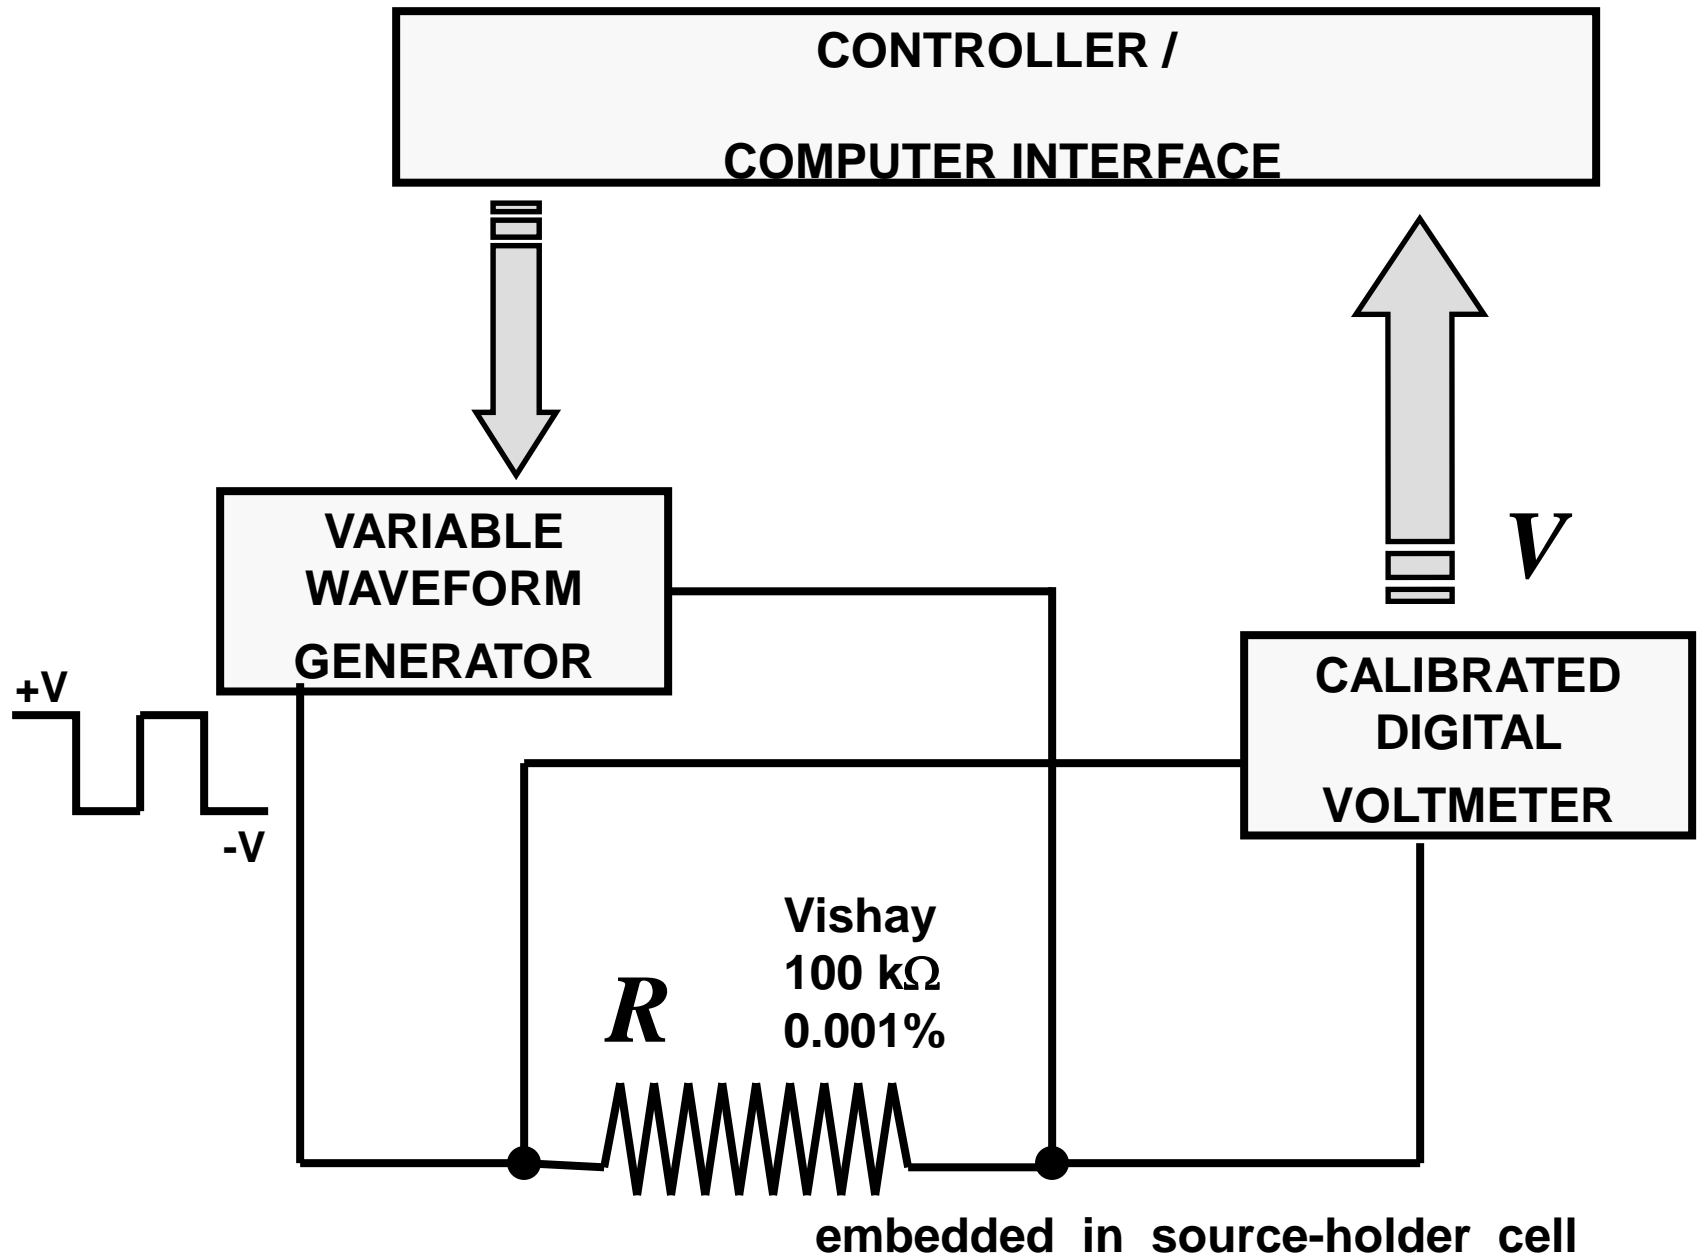 CONTROLLER /
COMPUTER INTERFACE
V
VARIABLE
WAVEFORM
GENERATOR
CALIBRATED
DIGITAL
VOLTMETER
+V
-V
Vishay
100 kΩ
0.001%
R
embedded in source-holder cell